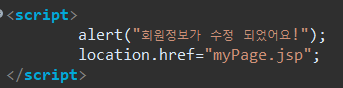 <script>
alert("회원정보가 수정 되었어요!");
location.href="myPage.jsp";
</script>